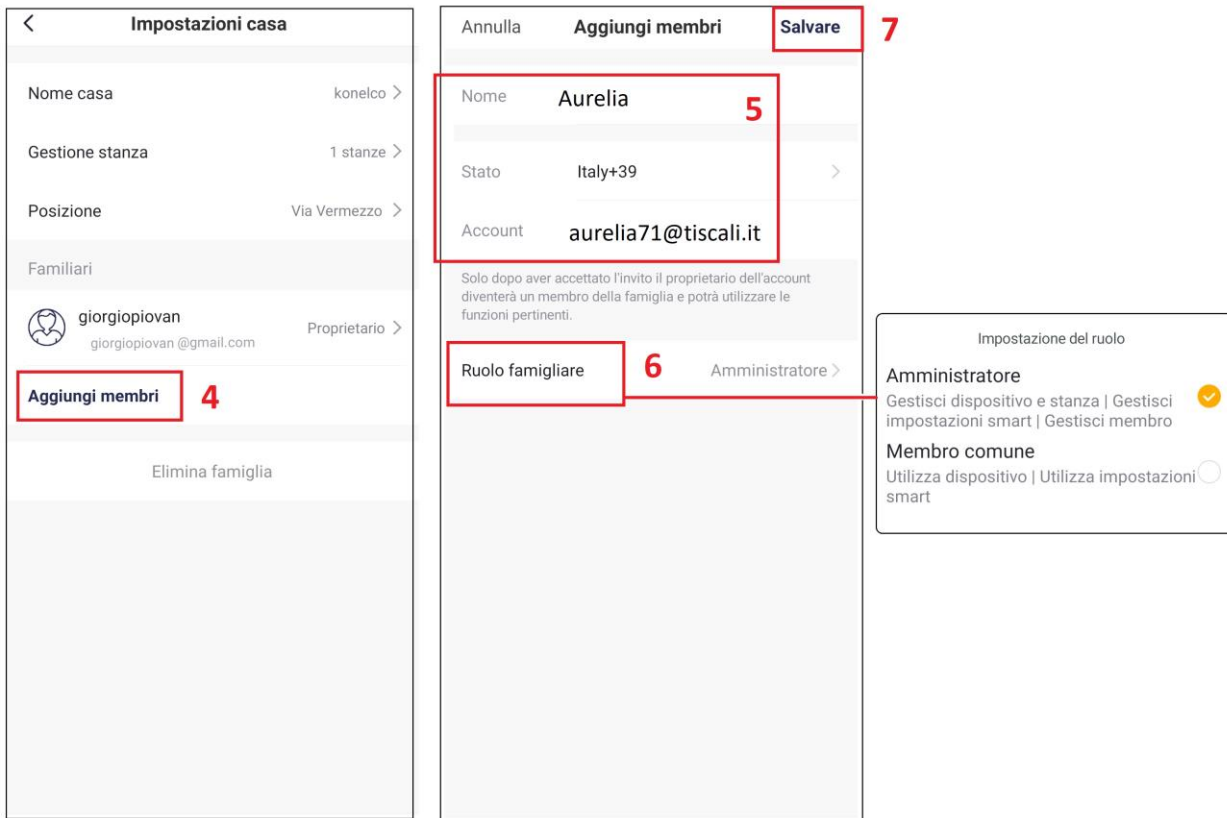 Impostazioni casa
Nome casa konelco
Gestione stanza 1 stanze
Posizione Via Vermezzo
Familiari
giorgiopiovan
giorgiopiovan @gmail.com
Proprietario
Aggiungi membri 4
Elimina famiglia
Annulla Aggiungi membri Salvare 7
Nome Aurelia 5
Stato Italy+39
Account aurelia71@tiscali.it
Solo dopo aver accettato l'invito il proprietario dell'account
diventerà un membro della famiglia e potrà utilizzare le
funzioni pertinenti.
Ruolo famigliare 6 Amministratore
Impostazione del ruolo
Amministratore
Gestisci dispositivo e stanza | Gestisci
impostazioni smart | Gestisci membro
Membro comune
Utilizza dispositivo | Utilizza impostazioni
smart